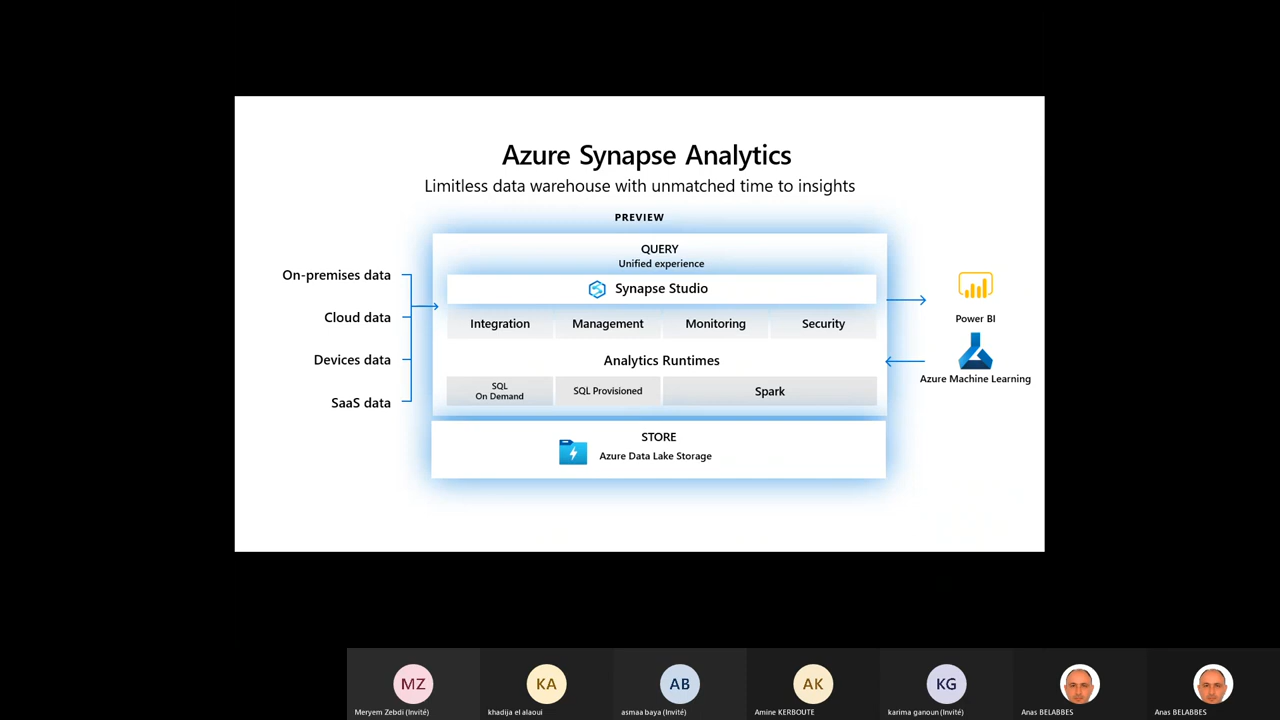 Azure Synapse Analytics
Limitless data warehouse with unmatched time to insights
PREVIEW
QUERY
Unified experience
Synapse Studio
Integration
Management
Monitoring
Security
Analytics Runtimes
SQL
On Demand
SQL Provisioned
Spark
STORE
Azure Data Lake Storage
On-premises data
Cloud data
Devices data
SaaS data
Power BI
Azure Machine Learning
MZ
KA
AB
AK
KG
Meryem Zebdi (Invité)
khadija el alaoui
asmaa baya (Invité)
Amine KERBOUTE
karima ganoun (Invité)
Anas BELABBES
Anas BELABBES